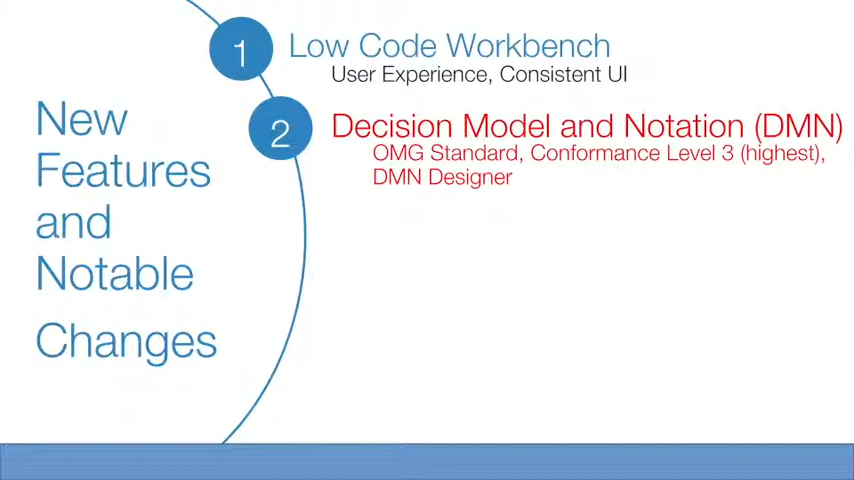 1
Low Code Workbench
User Experience, Consistent UI
2
Decision Model and Notation (DMN)
OMG Standard, Conformance Level 3 (highest),
DMN Designer
New
Features
and
Notable
Changes